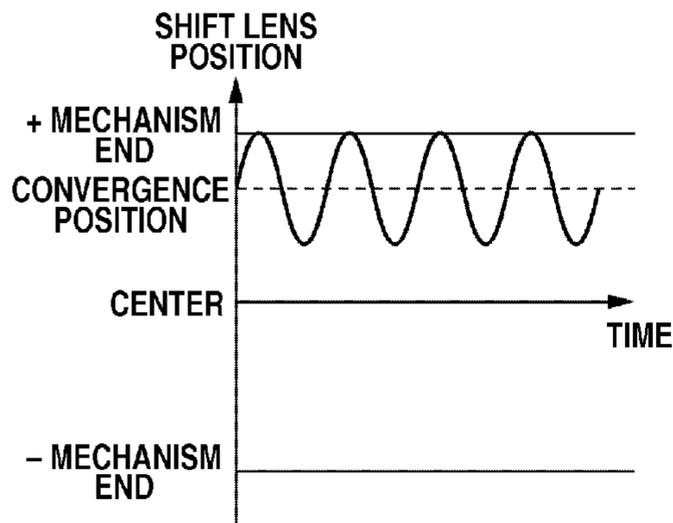 SHIFT LENS
POSITION
+ MECHANISM
END
CONVERGENCE
POSITION
CENTER
TIME
– MECHANISM
END